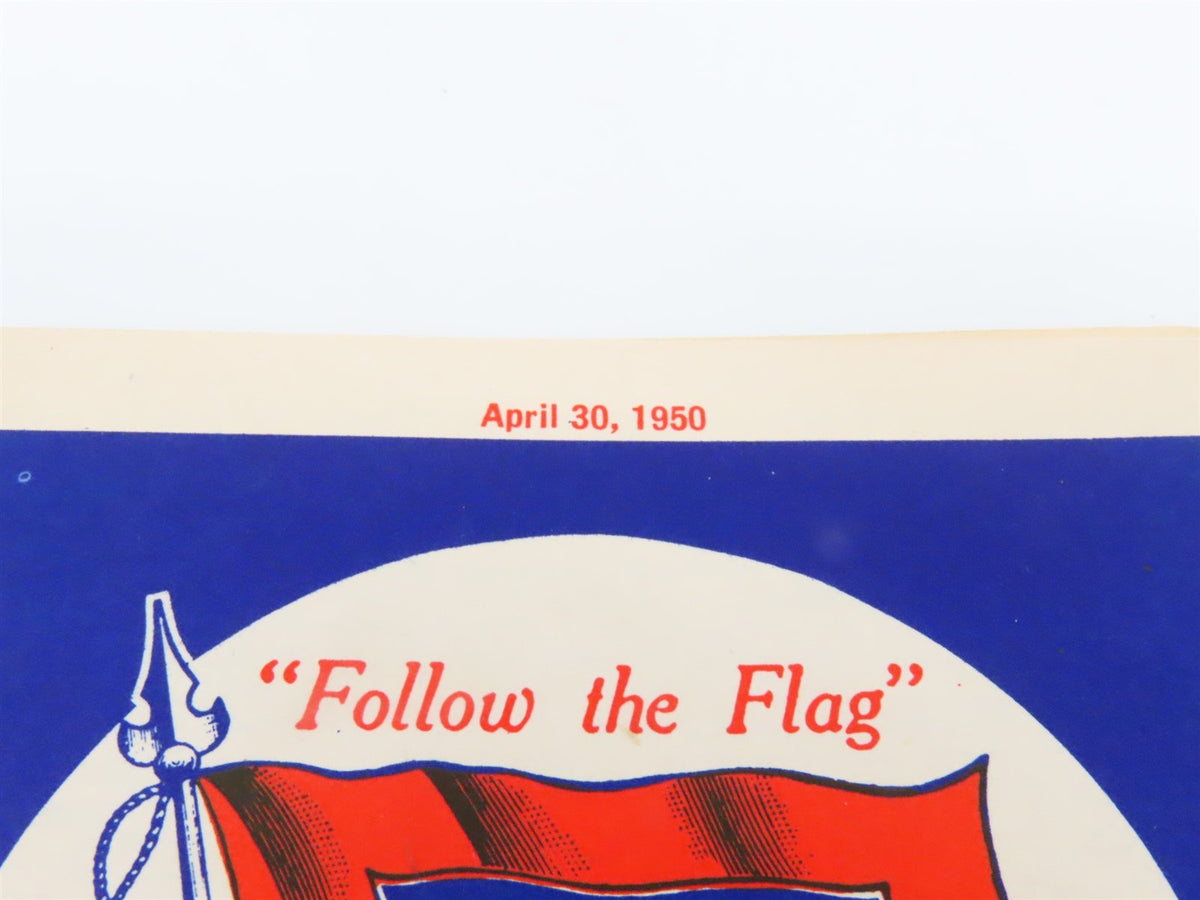 April 30, 1950
“Follow the Flag”